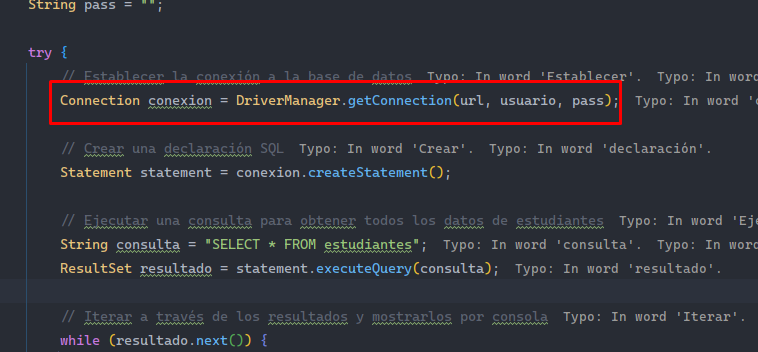 String pass = "";
try {
// Establecer la conexión a la base de datos Typo: In word 'Establecer'. Typo: In word
Connection conexion = DriverManager.getConnection(url, usuario, pass); Typo: In word
// Crear una declaración SQL Typo: In word 'Crear'. Typo: In word 'declaración'.
Statement statement = conexion.createStatement();
// Ejecutar una consulta para obtener todos los datos de estudiantes Typo: In word 'Eje
String consulta = "SELECT * FROM estudiantes"; Typo: In word 'consulta'. Typo: In word
ResultSet resultado = statement.executeQuery(consulta); Typo: In word 'resultado'.
// Iterar a través de los resultados y mostrarlos por consola Typo: In word 'Iterar'.
while (resultado.next()) {